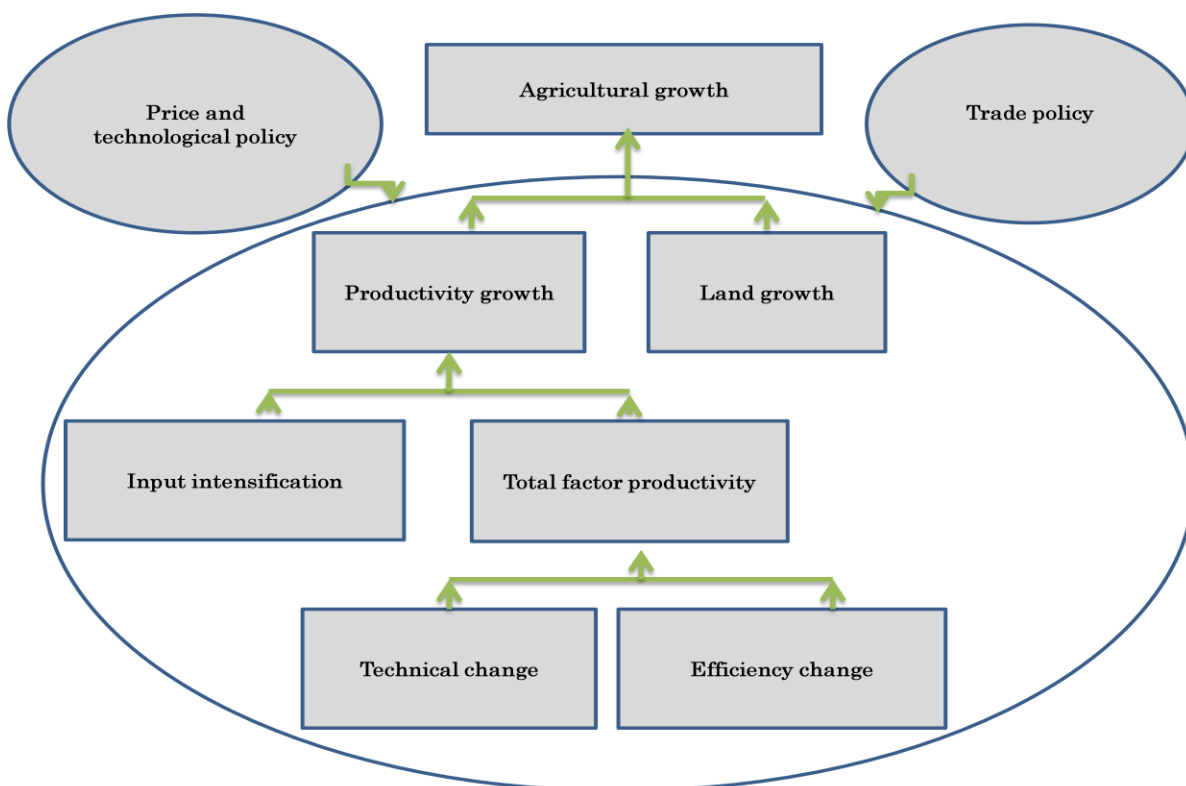 Agricultural growth
Price and
technological policy
Trade policy
Productivity growth
Land growth
Input intensification
Total factor productivity
Technical change
Efficiency change